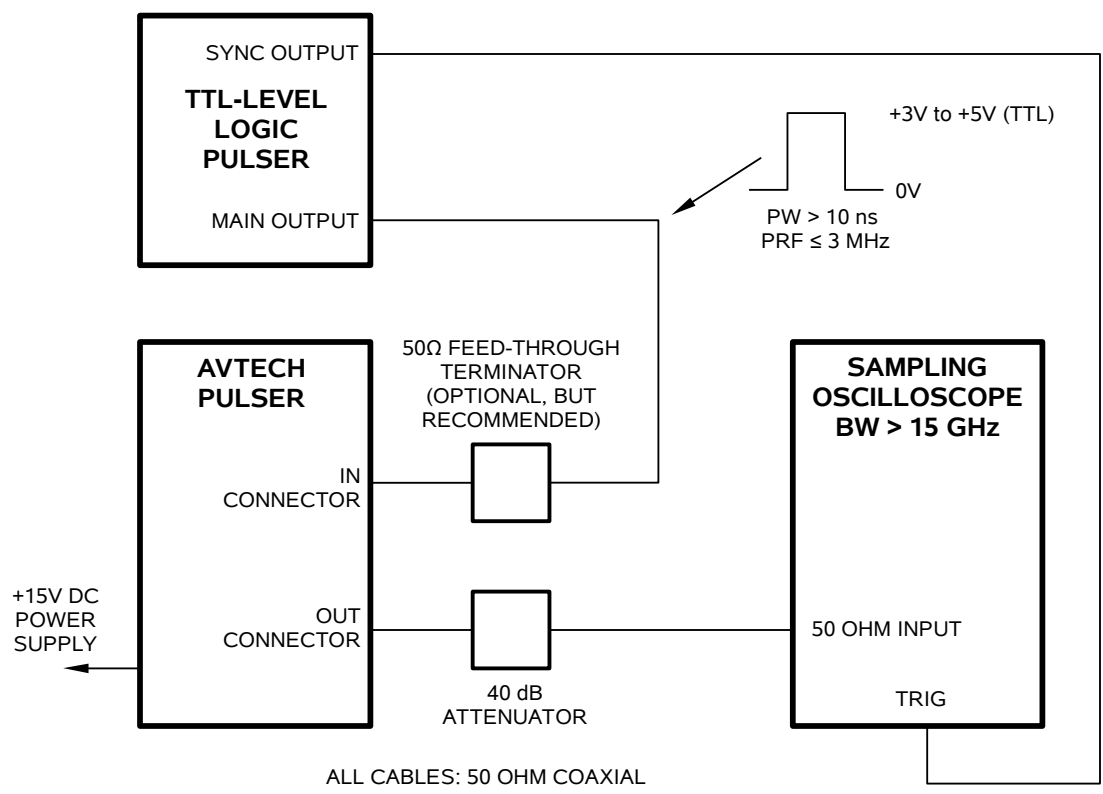 SYNC OUTPUT
TTL-LEVEL
LOGIC
PULSER
MAIN OUTPUT
+3V to +5V (TTL)
0V
PW > 10 ns
PRF ≤ 3 MHz
AVTECH
PULSER
50Ω FEED-THROUGH
TERMINATOR
(OPTIONAL, BUT
RECOMMENDED)
SAMPLING
OSCILLOSCOPE
BW > 15 GHz
IN
CONNECTOR
+15V DC
POWER
SUPPLY
OUT
CONNECTOR
50 OHM INPUT
40 dB
ATTENUATOR
TRIG
ALL CABLES: 50 OHM COAXIAL